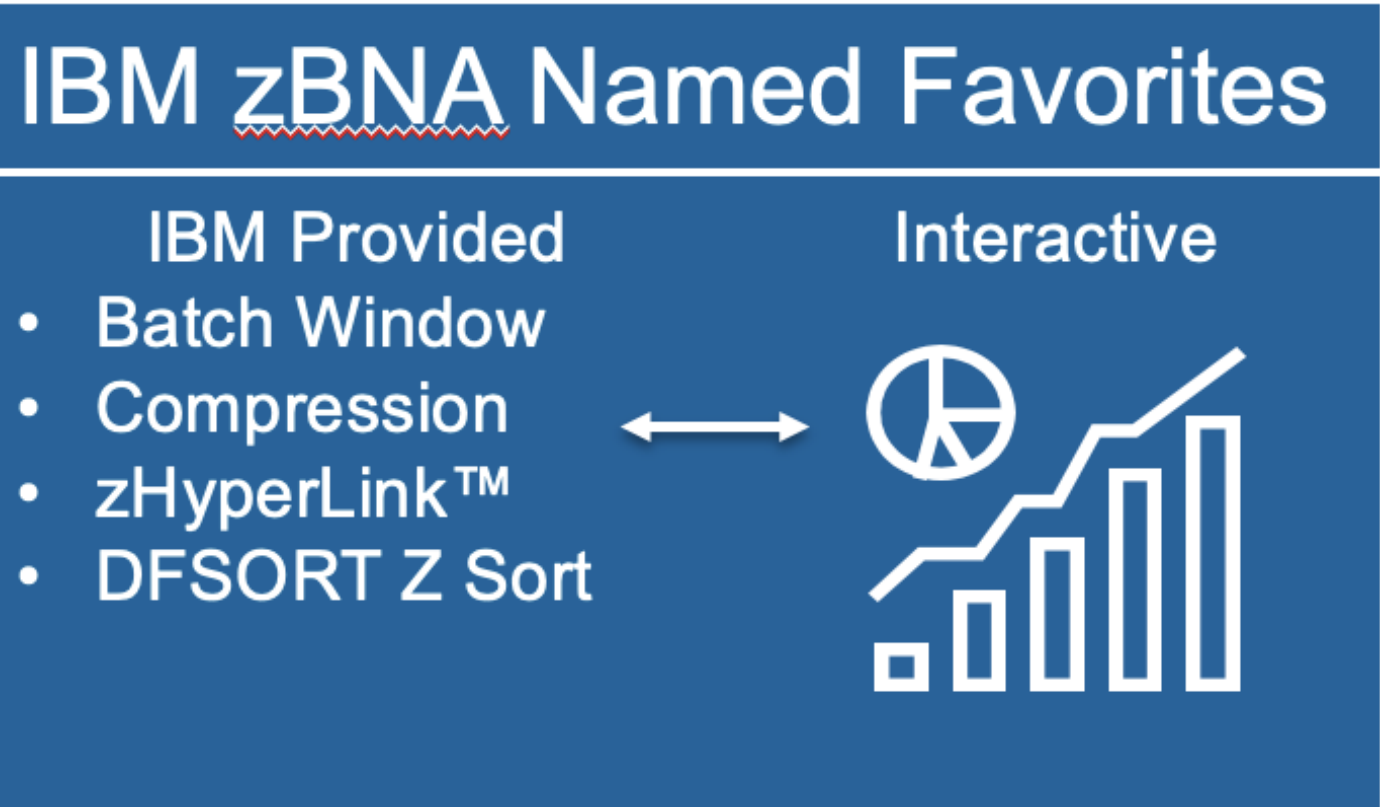 IBM zBNA Named Favorites
IBM Provided
• Batch Window
• Compression
• zHyperLink™
• DFSORT Z Sort
Interactive